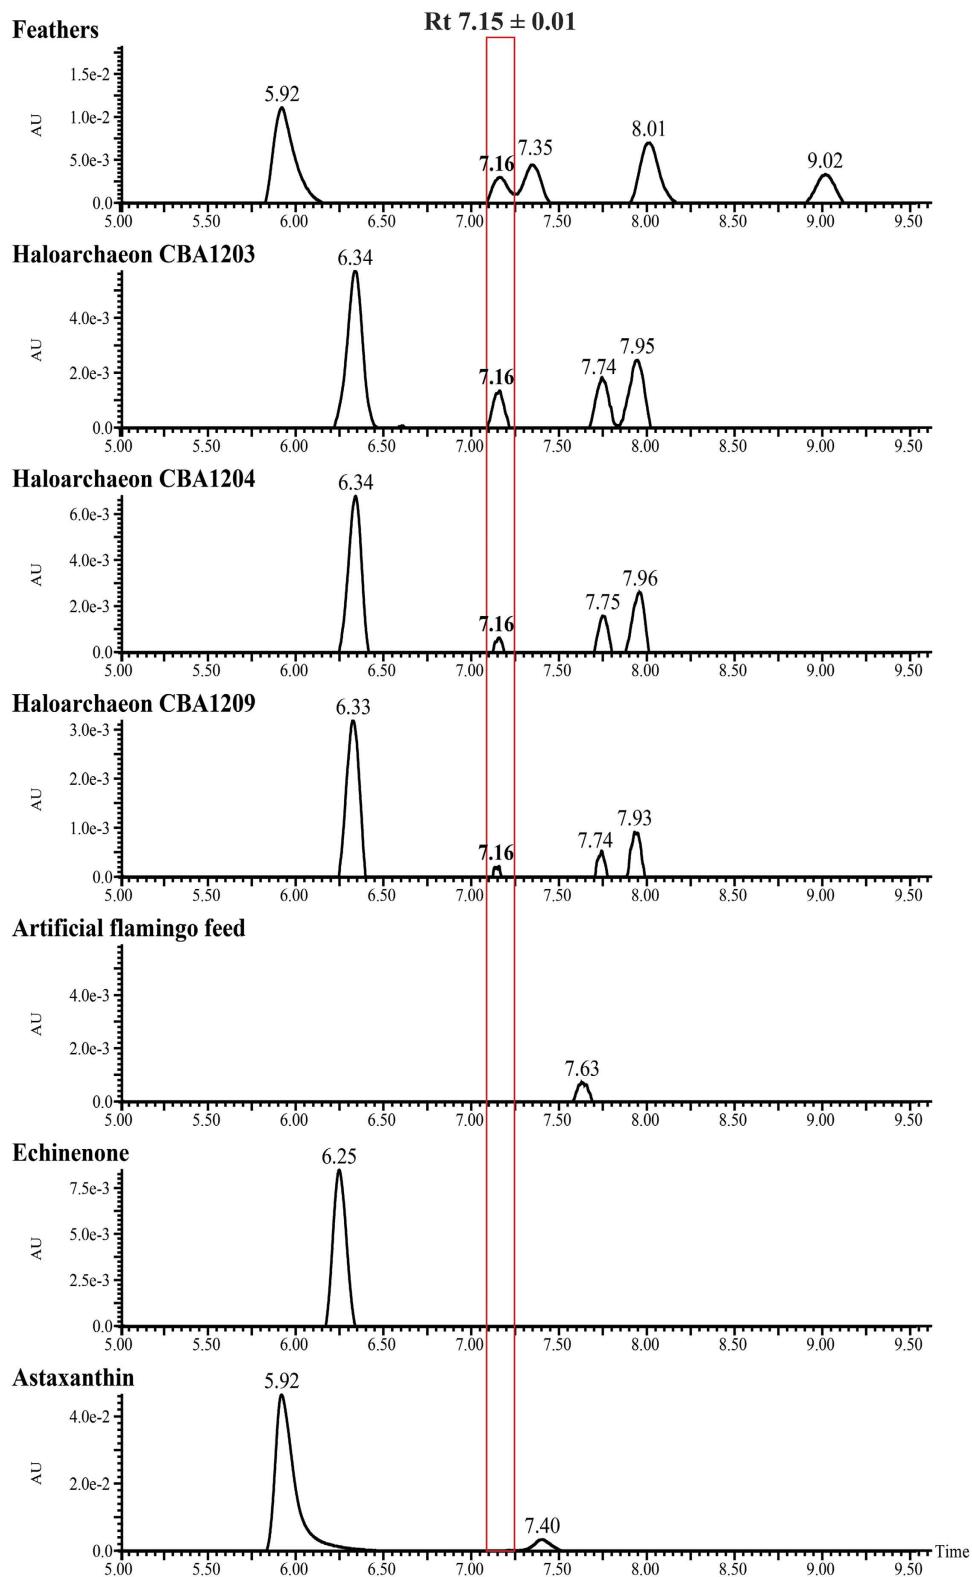 Rt 7.15 ± 0.01
Feathers
AU
1.5e-2
1.0e-2
5.0e-3
0.0
5.92
7.16
7.35
8.01
9.02
5.00 5.50 6.00 6.50 7.00 7.50 8.00 8.50 9.00 9.50
Haloarchaeon CBA1203
AU
4.0e-3
2.0e-3
0.0
6.34
7.16
7.74
7.95
5.00 5.50 6.00 6.50 7.00 7.50 8.00 8.50 9.00 9.50
Haloarchaeon CBA1204
AU
6.0e-3
4.0e-3
2.0e-3
0.0
6.34
7.16
7.75
7.96
5.00 5.50 6.00 6.50 7.00 7.50 8.00 8.50 9.00 9.50
Haloarchaeon CBA1209
AU
3.0e-3
2.0e-3
1.0e-3
0.0
6.33
7.16
7.74
7.93
5.00 5.50 6.00 6.50 7.00 7.50 8.00 8.50 9.00 9.50
Artificial flamingo feed
AU
4.0e-3
2.0e-3
0.0
7.63
5.00 5.50 6.00 6.50 7.00 7.50 8.00 8.50 9.00 9.50
Echinenone
AU
7.5e-3
5.0e-3
2.5e-3
0.0
6.25
5.00 5.50 6.00 6.50 7.00 7.50 8.00 8.50 9.00 9.50
Astaxanthin
AU
4.0e-2
2.0e-2
0.0
5.92
7.40
Time
5.00 5.50 6.00 6.50 7.00 7.50 8.00 8.50 9.00 9.50